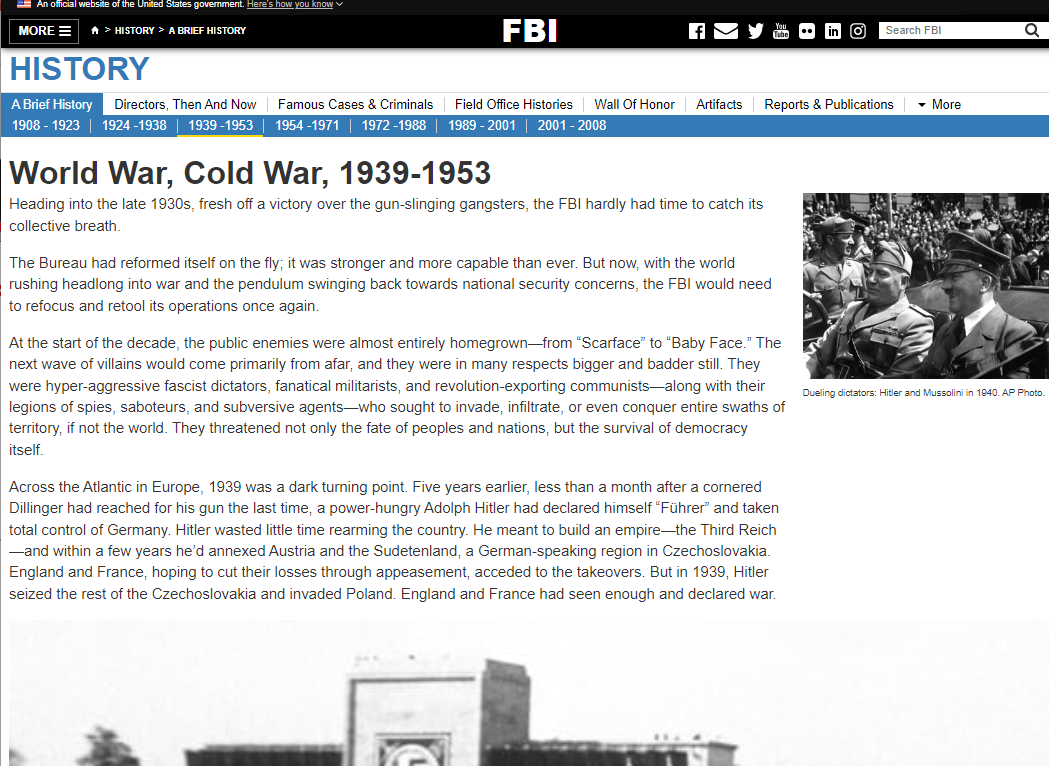 An official website of the United States government. Here's how you know
MORE
> HISTORY > A BRIEF HISTORY
FBI
You
Tube
in
Search FBI
HISTORY
A Brief History
Directors, Then And Now
Famous Cases & Criminals
Field Office Histories
Wall Of Honor
Artifacts
Reports & Publications
More
1908 - 1923
1924 -1938
1939 -1953
1954 -1971
1972 -1988
1989 - 2001
2001 - 2008
World War, Cold War, 1939-1953
Heading into the late 1930s, fresh off a victory over the gun-slinging gangsters, the FBI hardly had time to catch its
collective breath.
The Bureau had reformed itself on the fly; it was stronger and more capable than ever. But now, with the world
rushing headlong into war and the pendulum swinging back towards national security concerns, the FBI would need
to refocus and retool its operations once again.
At the start of the decade, the public enemies were almost entirely homegrown—from “Scarface” to “Baby Face.” The
next wave of villains would come primarily from afar, and they were in many respects bigger and badder still. They
were hyper-aggressive fascist dictators, fanatical militarists, and revolution-exporting communists—along with their
legions of spies, saboteurs, and subversive agents—who sought to invade, infiltrate, or even conquer entire swaths of
territory, if not the world. They threatened not only the fate of peoples and nations, but the survival of democracy
itself.
Across the Atlantic in Europe, 1939 was a dark turning point. Five years earlier, less than a month after a cornered
Dillinger had reached for his gun the last time, a power-hungry Adolph Hitler had declared himself “Führer” and taken
total control of Germany. Hitler wasted little time rearming the country. He meant to build an empire—the Third Reich
—and within a few years he’d annexed Austria and the Sudetenland, a German-speaking region in Czechoslovakia.
England and France, hoping to cut their losses through appeasement, acceded to the takeovers. But in 1939, Hitler
seized the rest of the Czechoslovakia and invaded Poland. England and France had seen enough and declared war.
Dueling dictators: Hitler and Mussolini in 1940. AP Photo.